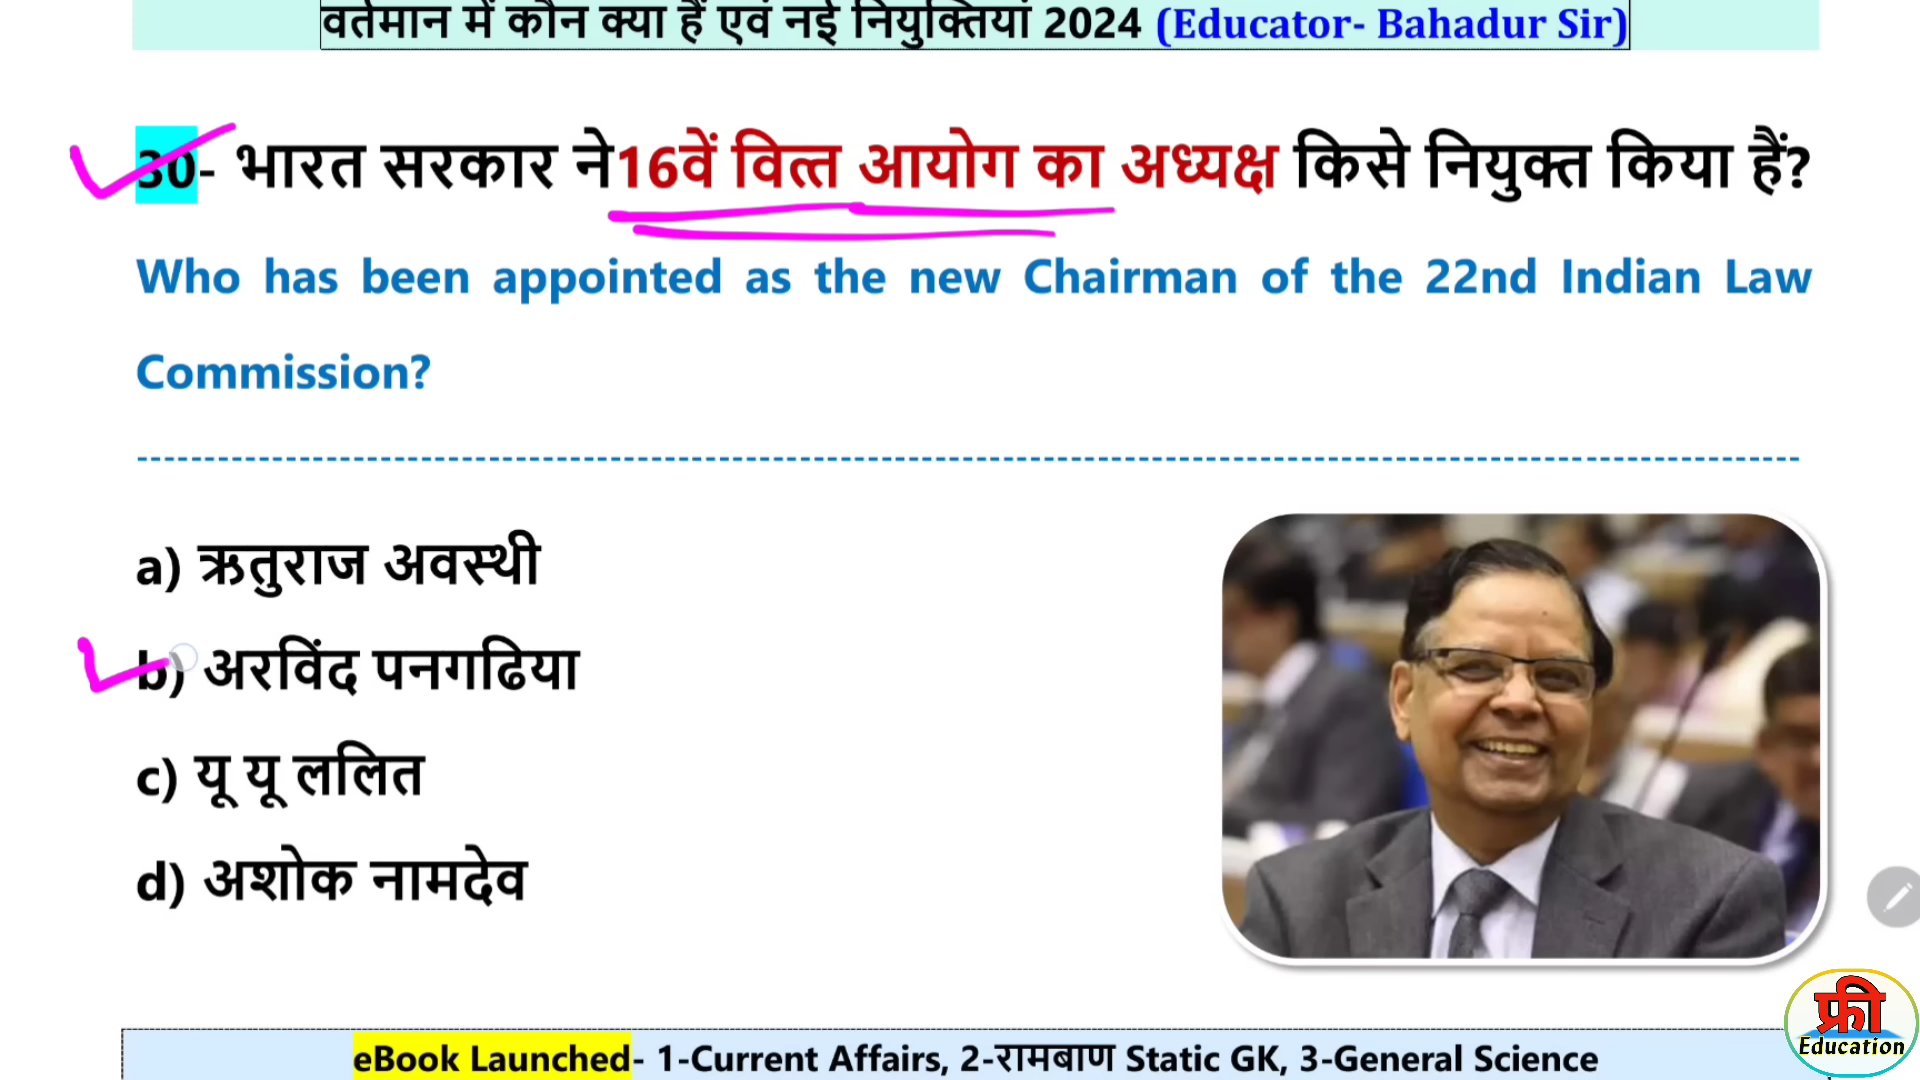 वर्तमान में कौन क्या हैं एवं नई नियुक्तियां 2024 (Educator- Bahadur Sir)
30- भारत सरकार ने 16वें वित्त आयोग का अध्यक्ष किसे नियुक्त किया हैं?
Who has been appointed as the new Chairman of the 22nd Indian Law
Commission?
a) ऋतुराज अवस्थी
b) अरविंद पनगढिया
c) यू यू ललित
d) अशोक नामदेव
फ्री
Education
eBook Launched- 1-Current Affairs, 2-रामबाण Static GK, 3-General Science